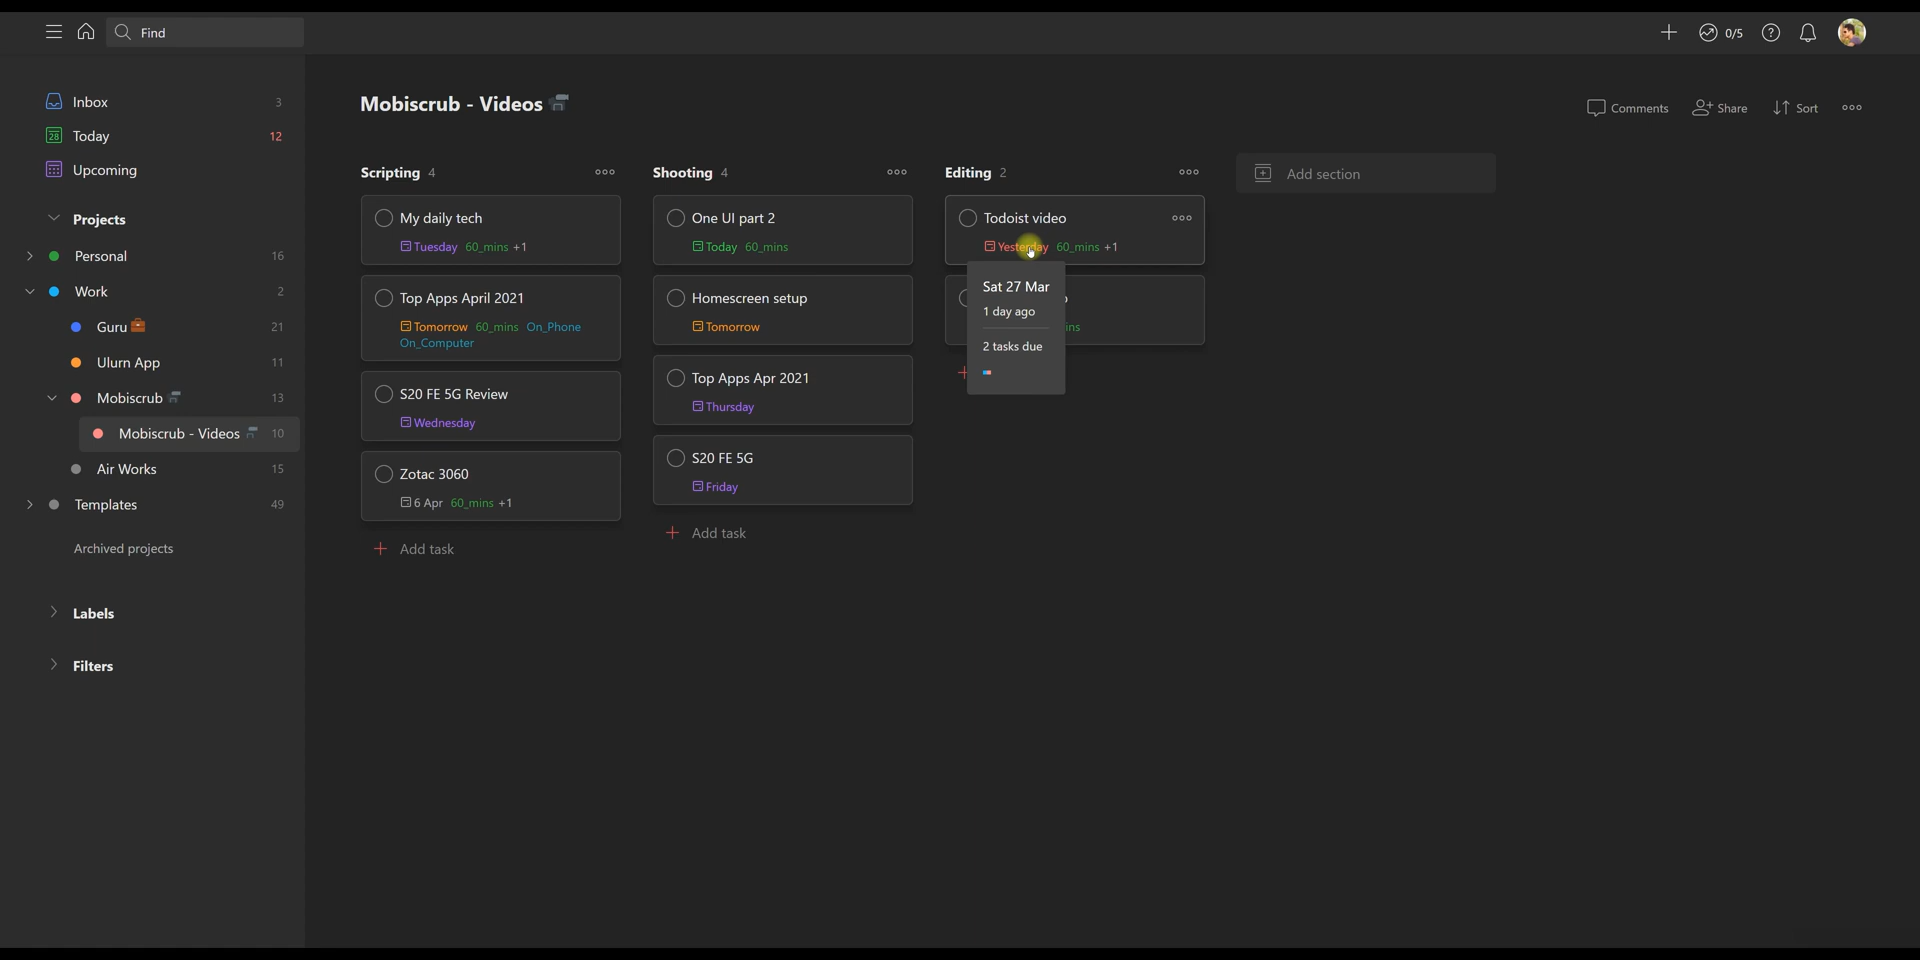 Find
0/5
Inbox 3
28 Today 12
Upcoming
Projects
Personal 16
Work 2
Guru 21
Ulurn App 11
Mobiscrub 13
Mobiscrub - Videos 10
Air Works 15
Templates 49
Archived projects
Labels
Filters
Mobiscrub - Videos
Comments Share Sort
Scripting 4
My daily tech
Tuesday 60_mins +1
Top Apps April 2021
Tomorrow 60_mins On_Phone
On_Computer
S20 FE 5G Review
Wednesday
Zotac 3060
6 Apr 60_mins +1
Add task
Shooting 4
One UI part 2
Today 60_mins
Homescreen setup
Tomorrow
Top Apps Apr 2021
Thursday
S20 FE 5G
Friday
Add task
Editing 2
Todoist video
Yesterday 60_mins +1
Sat 27 Mar
1 day ago
2 tasks due
Add section